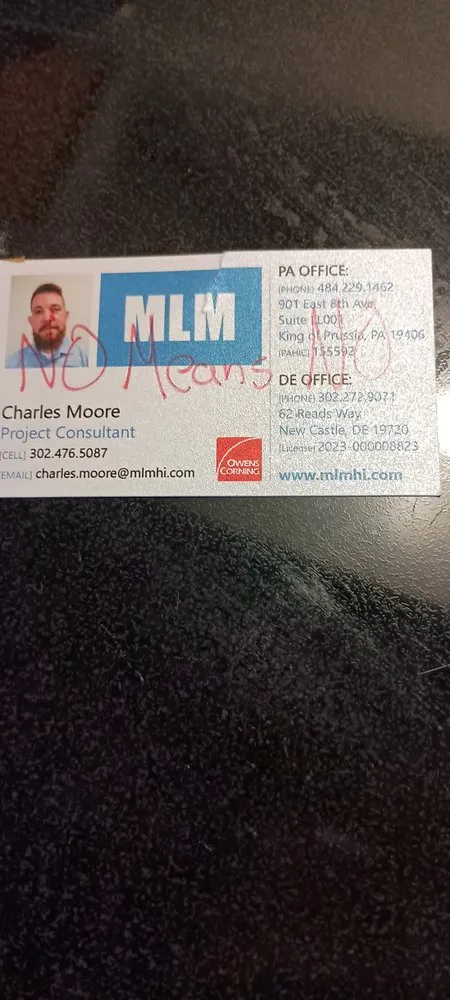 MLM
NO Means NO
Charles Moore
Project Consultant
[CELL] 302.476.5087
[EMAIL] charles.moore@mlmhi.com
OWENS
CORNING
PA OFFICE:
[PHONE] 484.229.1462
901 East 8th Ave
Suite LL001
King of Prussia, PA 19406
[PAHIC] 155592
DE OFFICE:
[PHONE] 302.272.9071
62 Reads Way
New Castle, DE 19720
[License] 2023-000008823
www.mlmhi.com